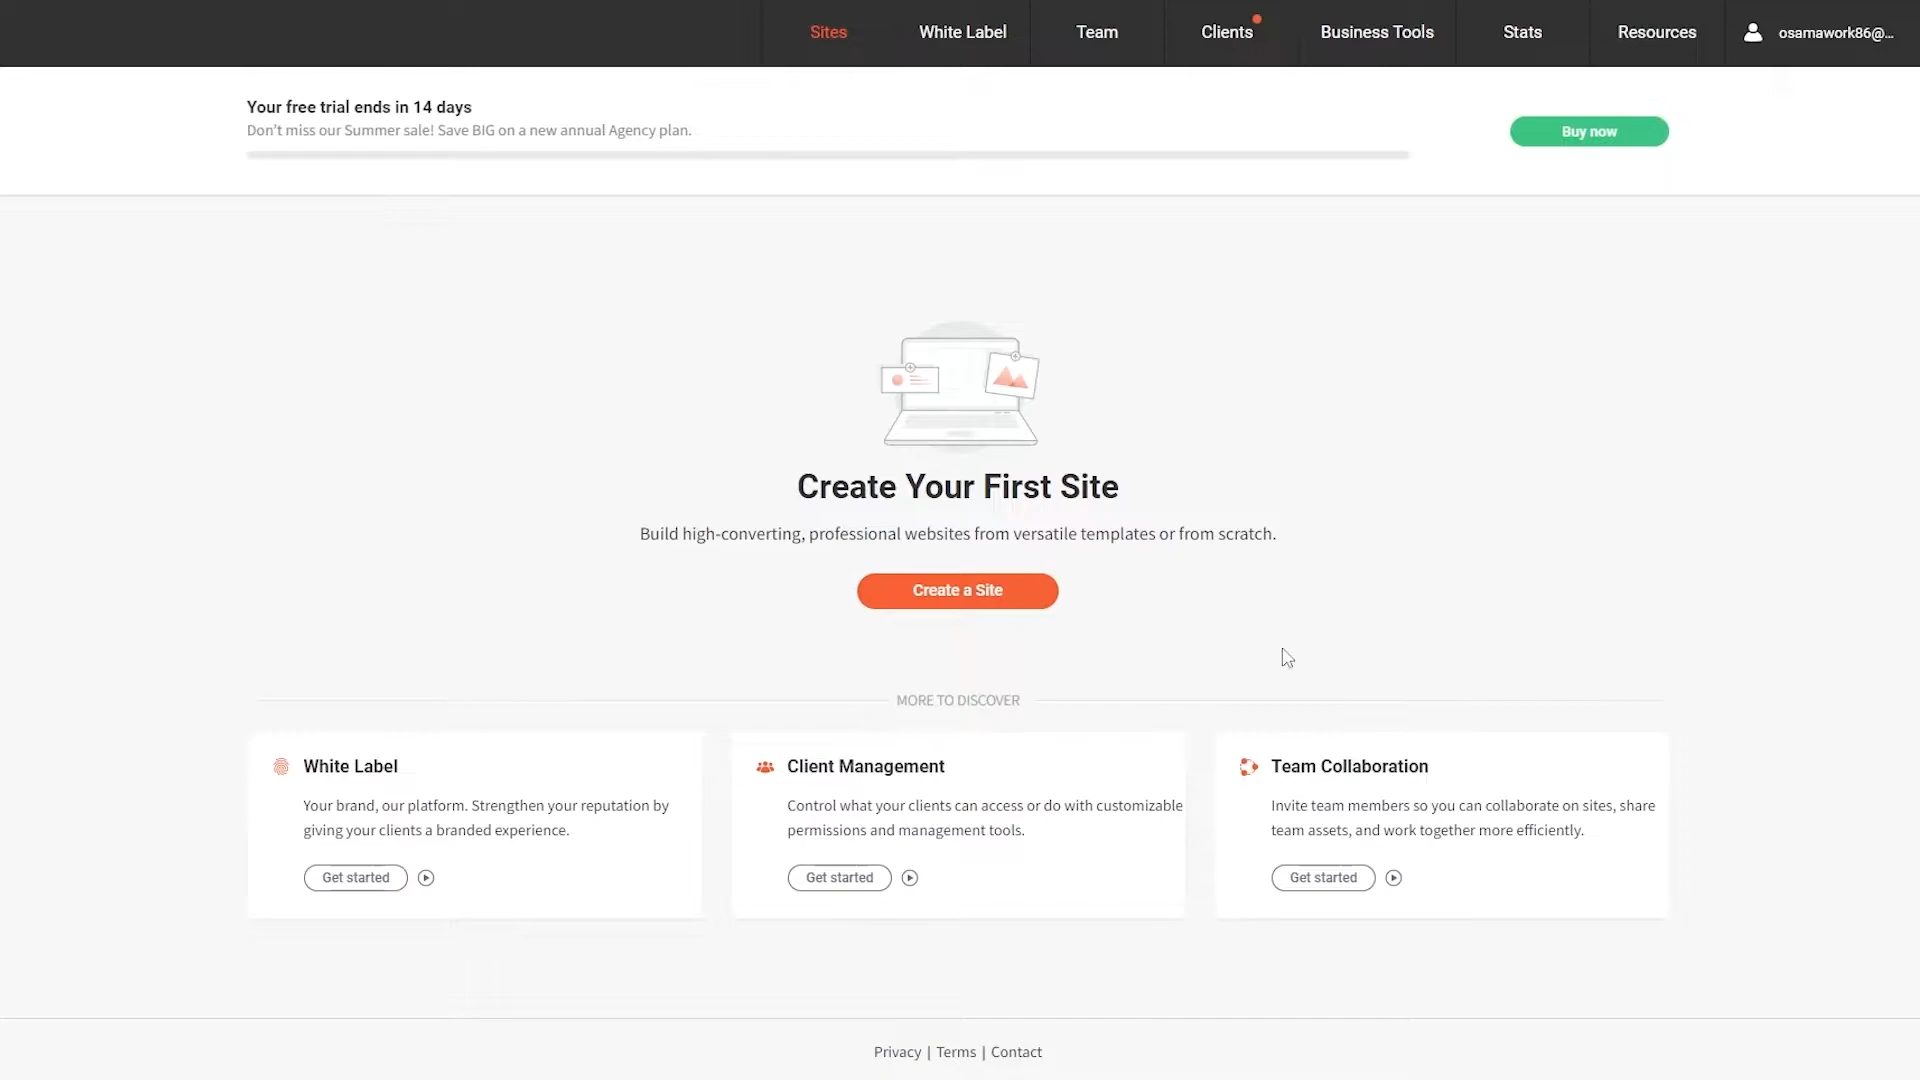 Sites
White Label
Team
Clients
Business Tools
Stats
Resources
osamawork86@...
Your free trial ends in 14 days
Don't miss our Summer sale! Save BIG on a new annual Agency plan.
Buy now
Create Your First Site
Build high-converting, professional websites from versatile templates or from scratch.
Create a Site
MORE TO DISCOVER
White Label
Your brand, our platform. Strengthen your reputation by
giving your clients a branded experience.
Get started
Client Management
Control what your clients can access or do with customizable
permissions and management tools.
Get started
Team Collaboration
Invite team members so you can collaborate on sites, share
team assets, and work together more efficiently.
Get started
Privacy | Terms | Contact